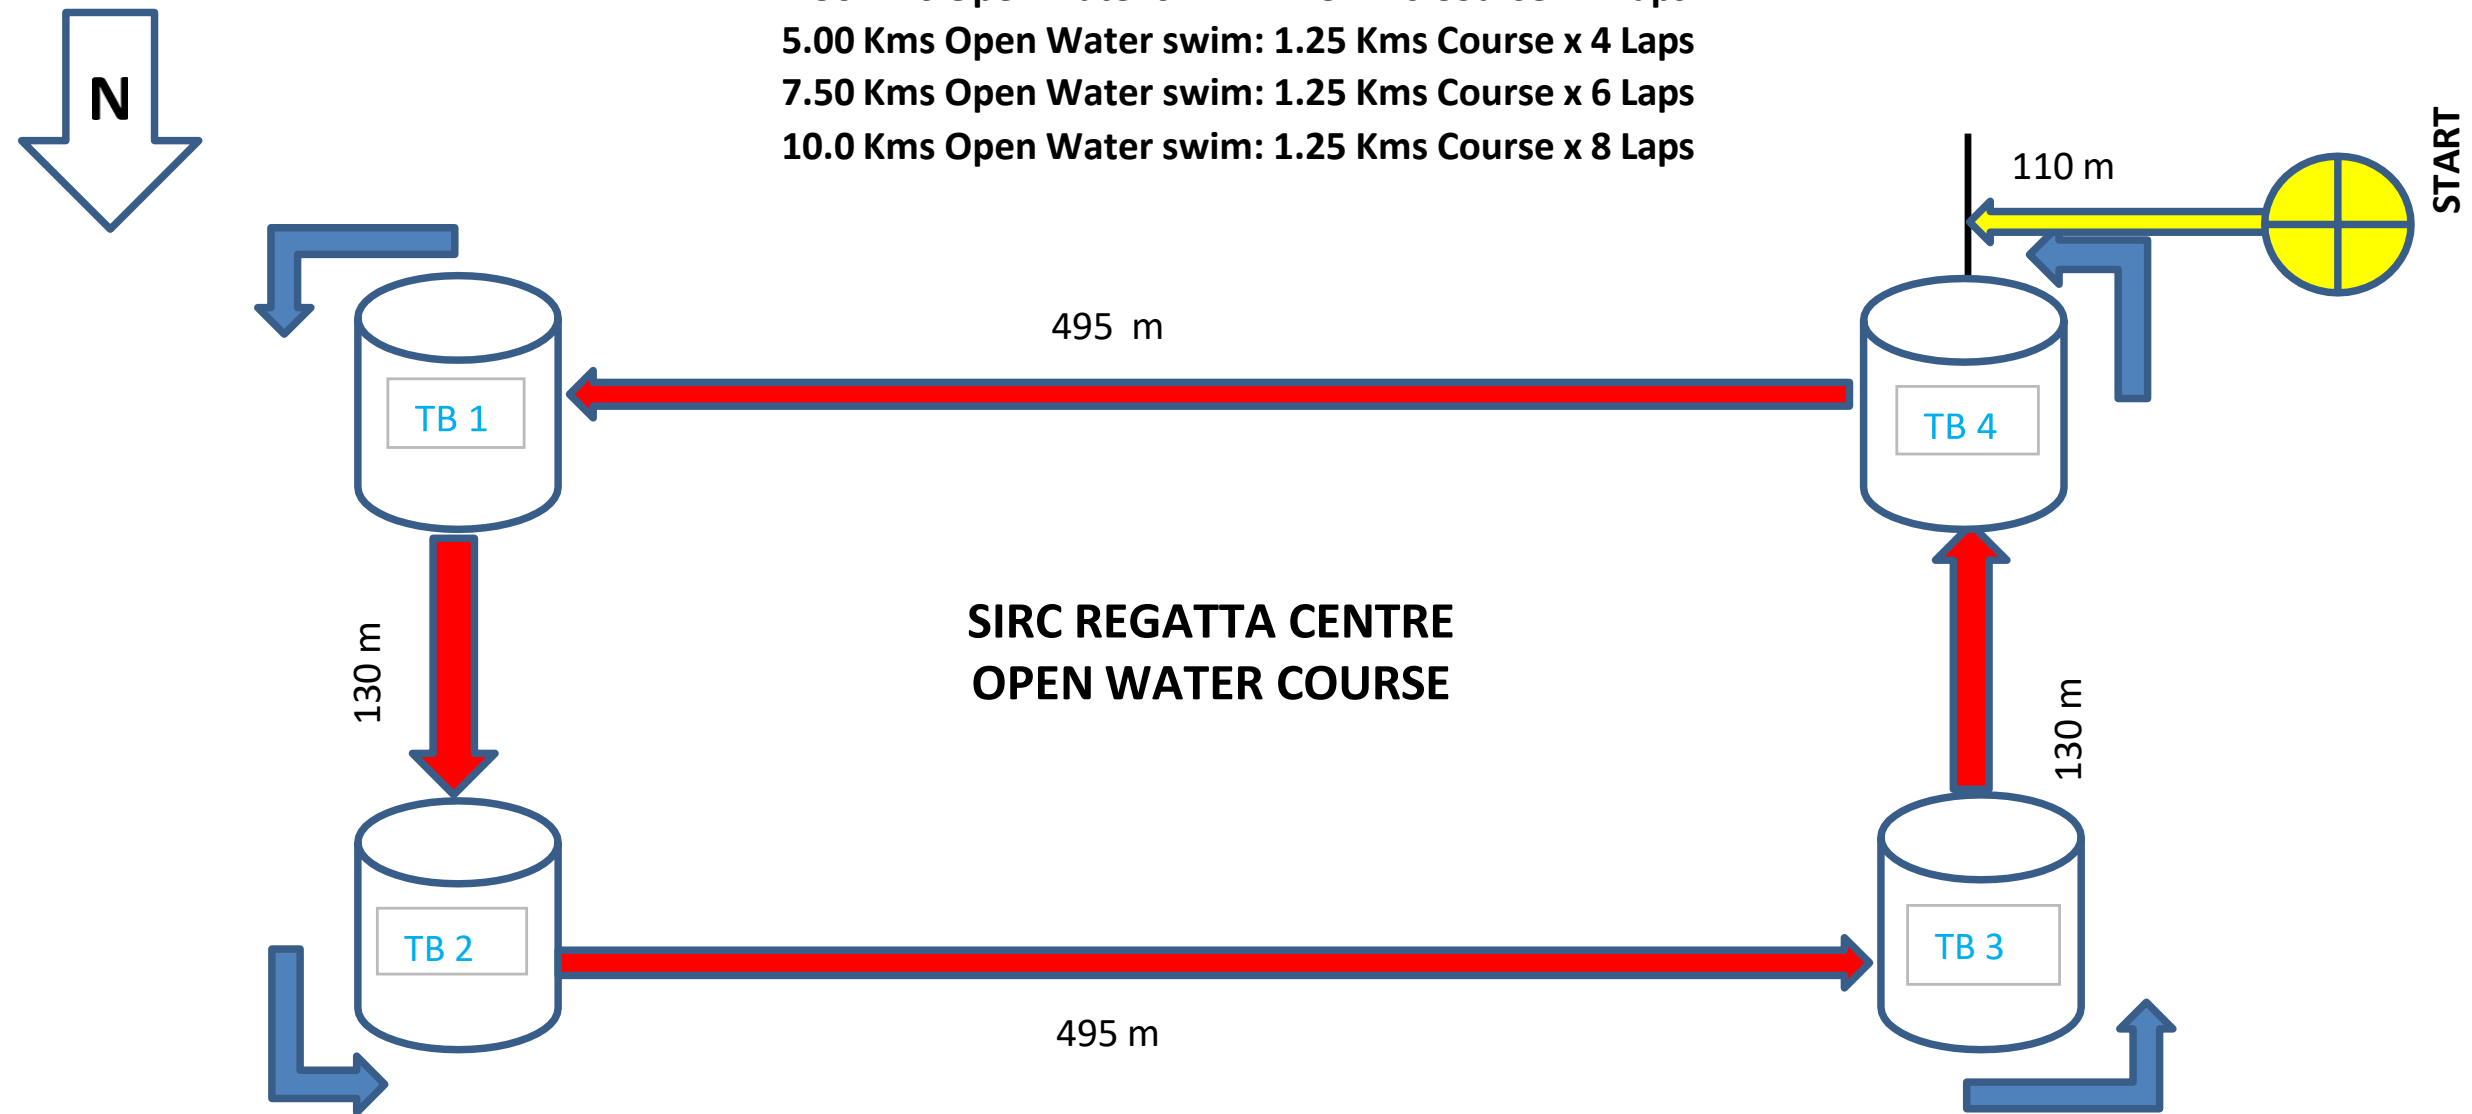 5.00 Kms Open Water swim: 1.25 Kms Course x 4 Laps
7.50 Kms Open Water swim: 1.25 Kms Course x 6 Laps
10.0 Kms Open Water swim: 1.25 Kms Course x 8 Laps
N
START
110 m
495 m
TB 1
TB 4
130 m
SIRC REGATTA CENTRE
OPEN WATER COURSE
130 m
TB 2
TB 3
495 m